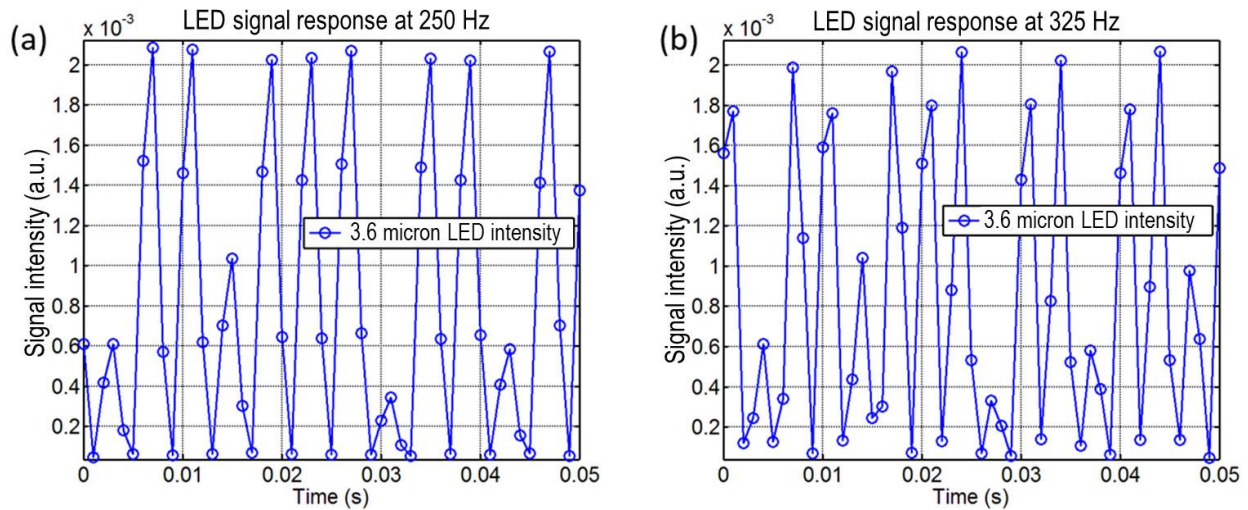 (a)
LED signal response at 250 Hz
x 10⁻³
2
1.8
1.6
1.4
1.2
1
0.8
0.6
0.4
0.2
Signal intensity (a.u.)
3.6 micron LED intensity
0 0.01 0.02 0.03 0.04 0.05
Time (s)
(b)
LED signal response at 325 Hz
x 10⁻³
2
1.8
1.6
1.4
1.2
1
0.8
0.6
0.4
0.2
Signal intensity (a.u.)
3.6 micron LED intensity
0 0.01 0.02 0.03 0.04 0.05
Time (s)